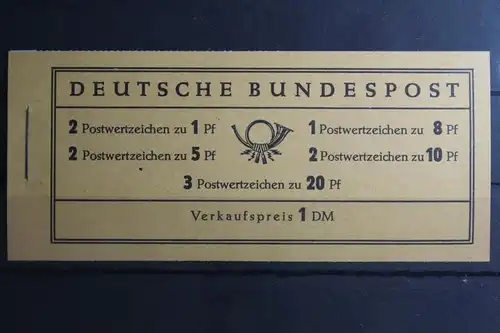 DEUTSCHE BUNDESPOST
2 Postwertzeichen zu 1 Pf 1 Postwertzeichen zu 8 Pf
2 Postwertzeichen zu 5 Pf 2 Postwertzeichen zu 10 Pf
3 Postwertzeichen zu 20 Pf
Verkaufspreis 1 DM